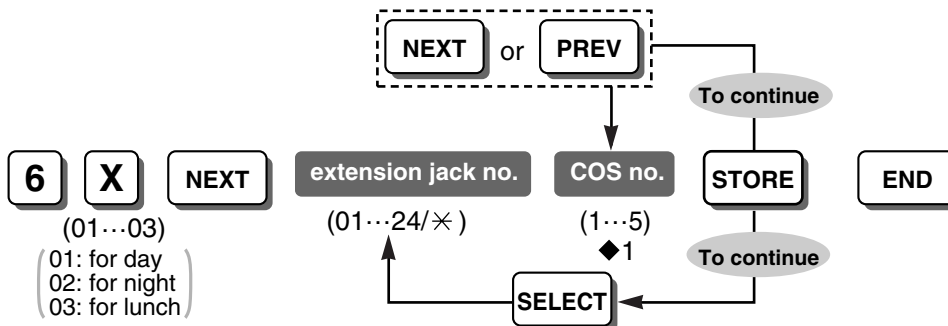 NEXT or PREV
To continue
6 X NEXT extension jack no. COS no. STORE END
(01···03) (01···24/✳) (1···5)
01: for day
02: for night
03: for lunch
◆1
To continue
SELECT